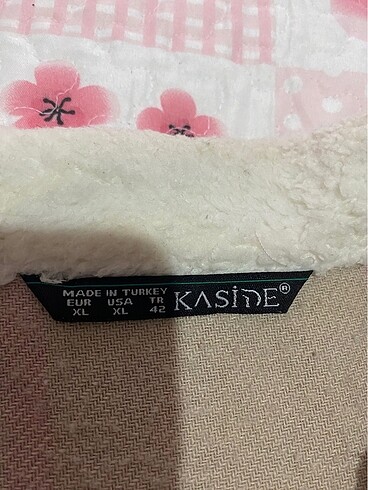 MADE IN TURKEY
EUR USA TR
XL XL 42
KASİDE®